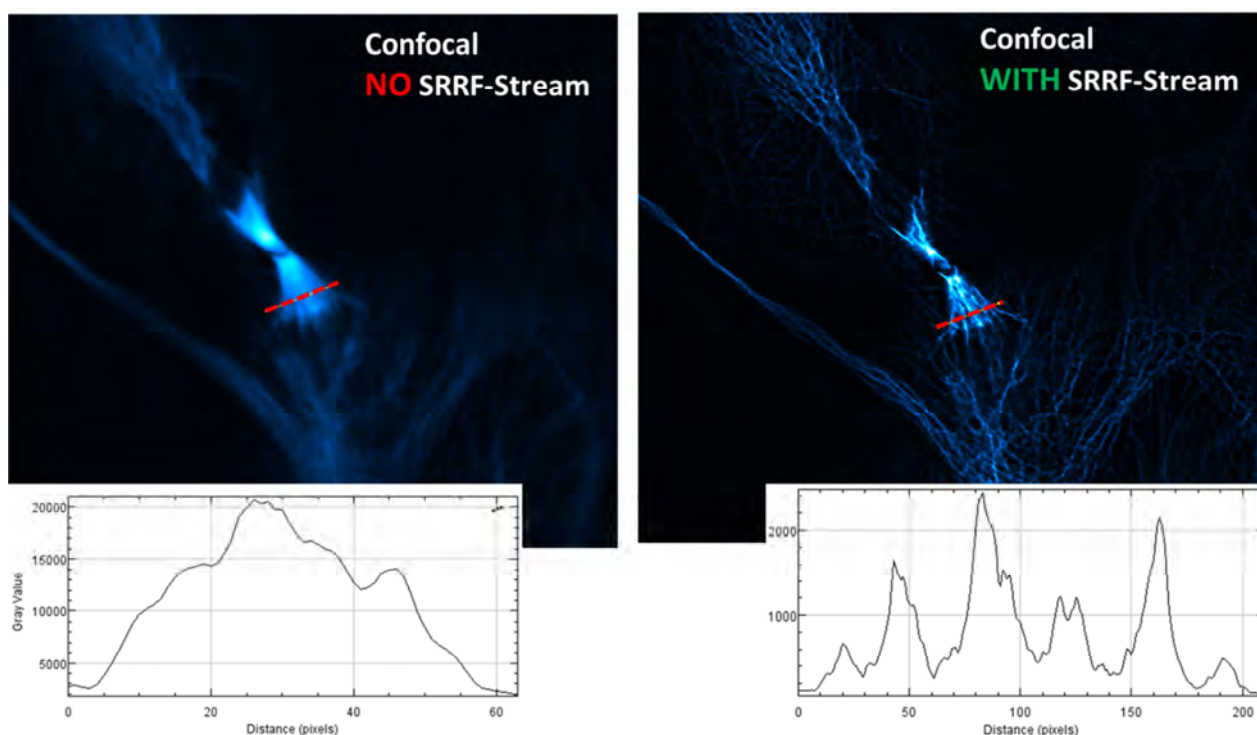 Confocal
NO SRRF-Stream
Confocal
WITH SRRF-Stream
20000
15000
10000
5000
Gray Value
0
20
40
60
Distance (pixels)
2000
1000
0
50
100
150
200
Distance (pixels)